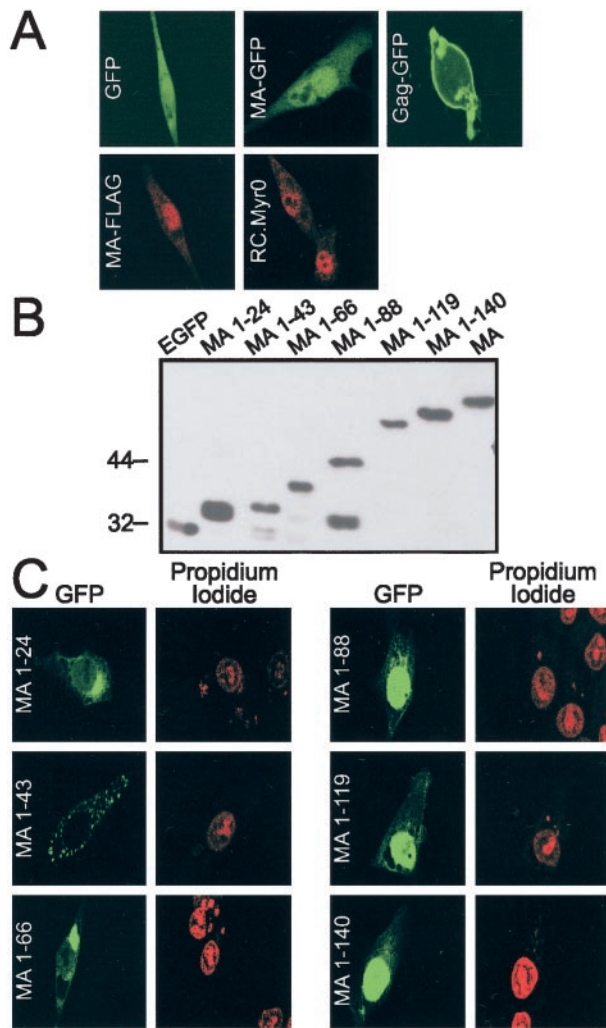 A
GFP
MA-GFP
Gag-GFP
MA-FLAG
RC.Myr0
B
EGFP
MA 1-24
MA 1-43
MA 1-66
MA 1-88
MA 1-119
MA 1-140
MA
44
32
C
GFP
Propidium
Iodide
GFP
Propidium
Iodide
MA 1-24
MA 1-88
MA 1-43
MA 1-119
MA 1-66
MA 1-140